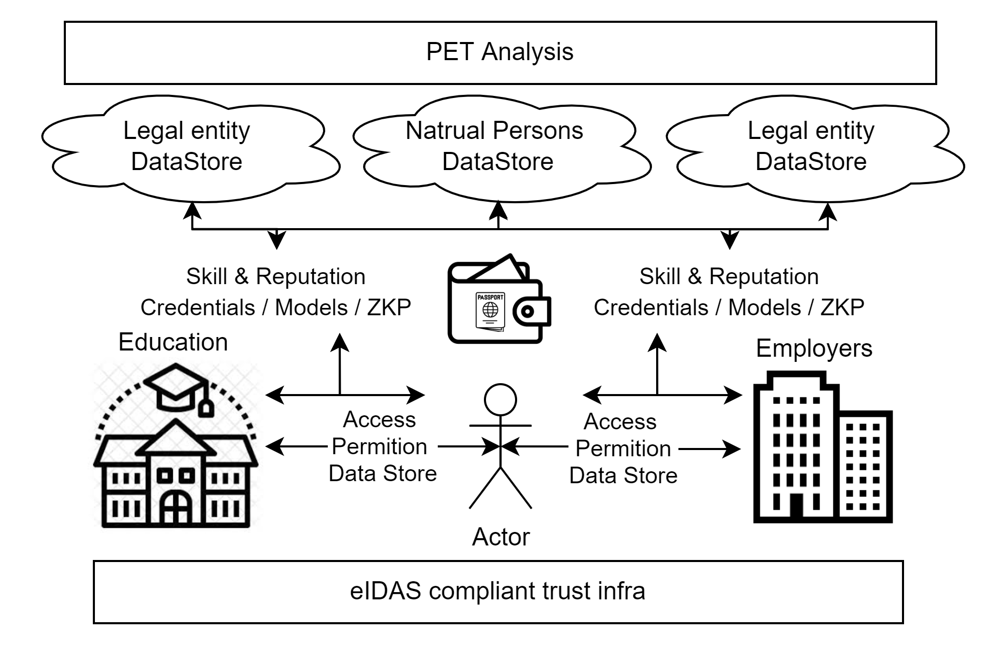 PET Analysis
Legal entity
DataStore
Natrual Persons
DataStore
Legal entity
DataStore
Skill & Reputation
Credentials / Models / ZKP
PASSPORT
Skill & Reputation
Credentials / Models / ZKP
Education
Employers
Access
Permition
Data Store
Access
Permition
Data Store
Actor
eIDAS compliant trust infra